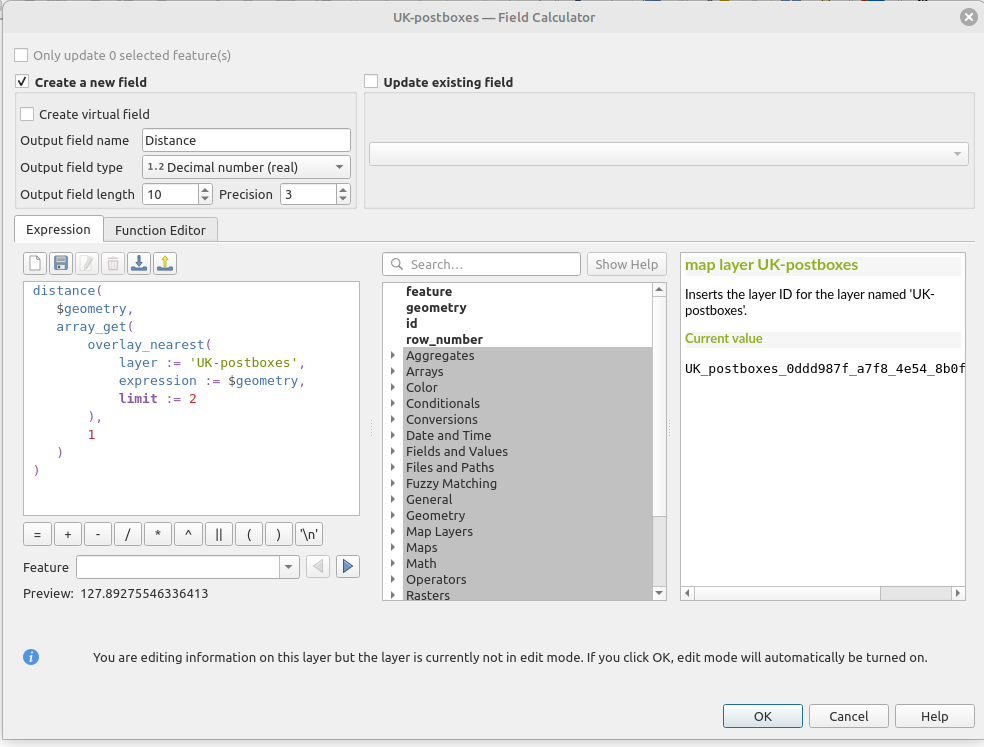 UK-postboxes — Field Calculator
Only update 0 selected feature(s)
Create a new field
Update existing field
Create virtual field
Output field name Distance
Output field type 1.2 Decimal number (real)
Output field length 10 Precision 3
Expression Function Editor
distance(
$geometry,
array_get(
overlay_nearest(
layer := 'UK-postboxes',
expression := $geometry,
limit := 2
),
1
)
)
= + - / * ^ || ( ) '\n'
Feature
Preview: 127.89275546336413
Search... Show Help
feature
geometry
id
row_number
Aggregates
Arrays
Color
Conditionals
Conversions
Date and Time
Fields and Values
Files and Paths
Fuzzy Matching
General
Geometry
Map Layers
Maps
Math
Operators
Rasters
map layer UK-postboxes
Inserts the layer ID for the layer named 'UK-
postboxes'.
Current value
UK_postboxes_0ddd987f_a7f8_4e54_8b0f
You are editing information on this layer but the layer is currently not in edit mode. If you click OK, edit mode will automatically be turned on.
OK Cancel Help